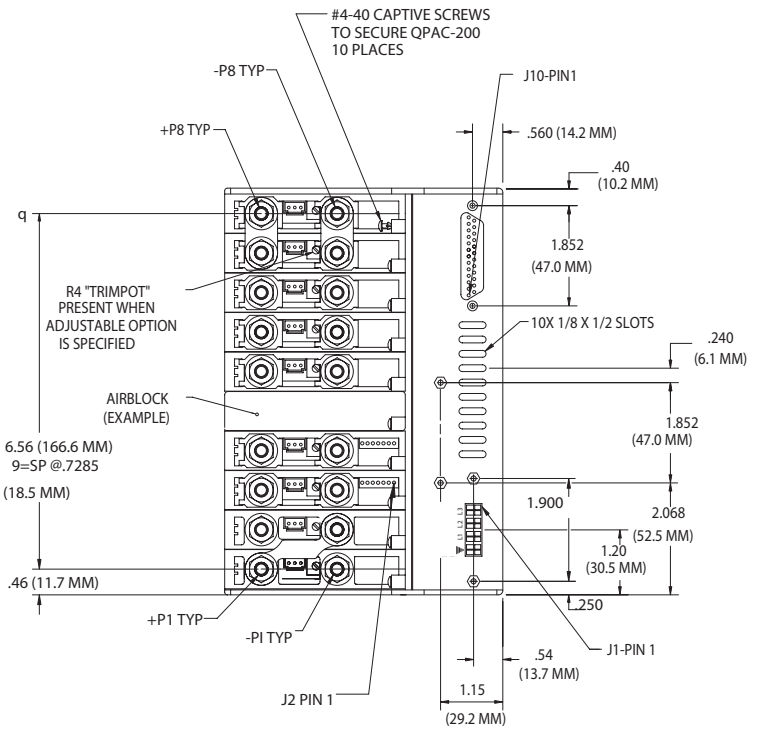 #4-40 CAPTIVE SCREWS
TO SECURE QPAC-200
10 PLACES
-P8 TYP
J10-PIN1
+P8 TYP
.560 (14.2 MM)
.40
(10.2 MM)
q
1.852
(47.0 MM)
R4 "TRIMPOT"
PRESENT WHEN
ADJUSTABLE OPTION
IS SPECIFIED
10X 1/8 X 1/2 SLOTS
.240
(6.1 MM)
AIRBLOCK
(EXAMPLE)
1.852
(47.0 MM)
6.56 (166.6 MM)
9=SP @.7285
(18.5 MM)
1.900
2.068
(52.5 MM)
L3
L2
L1
1.20
(30.5 MM)
.46 (11.7 MM)
.250
+P1 TYP
-PI TYP
J1-PIN 1
.54
(13.7 MM)
J2 PIN 1
1.15
(29.2 MM)